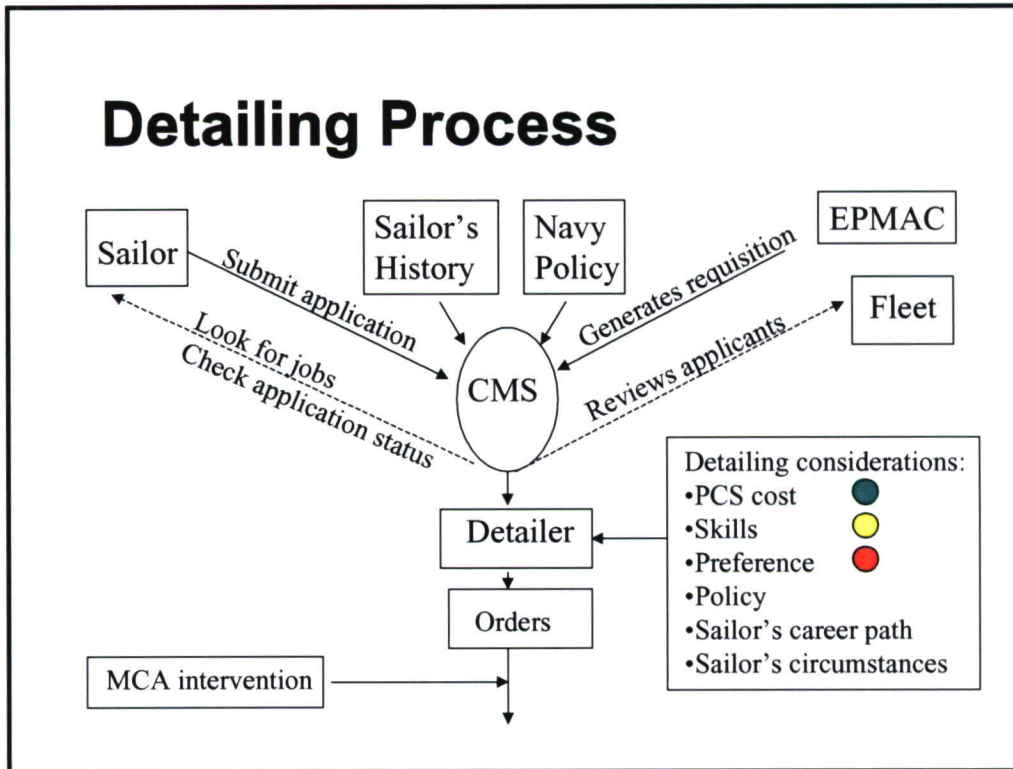 Detailing Process
Sailor
Sailor's
History
Navy
Policy
EPMAC
Fleet
Submit application
Look for jobs
Check application status
Generates requisition
Reviews applicants
CMS
Detailer
Orders
MCA intervention
Detailing considerations:
•PCS cost
•Skills
•Preference
•Policy
•Sailor's career path
•Sailor's circumstances